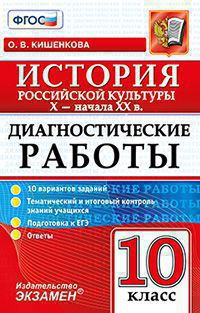 ФГОС
О. В. КИШЕНКОВА
ИСТОРИЯ
РОССИЙСКОЙ КУЛЬТУРЫ
X – начала XX в.
ДИАГНОСТИЧЕСКИЕ
РАБОТЫ
• 10 вариантов заданий
• Тематический и итоговый контроль
знаний учащихся
• Подготовка к ЕГЭ
• Ответы
Издательство
ЭКЗАМЕН
10
КЛАСС